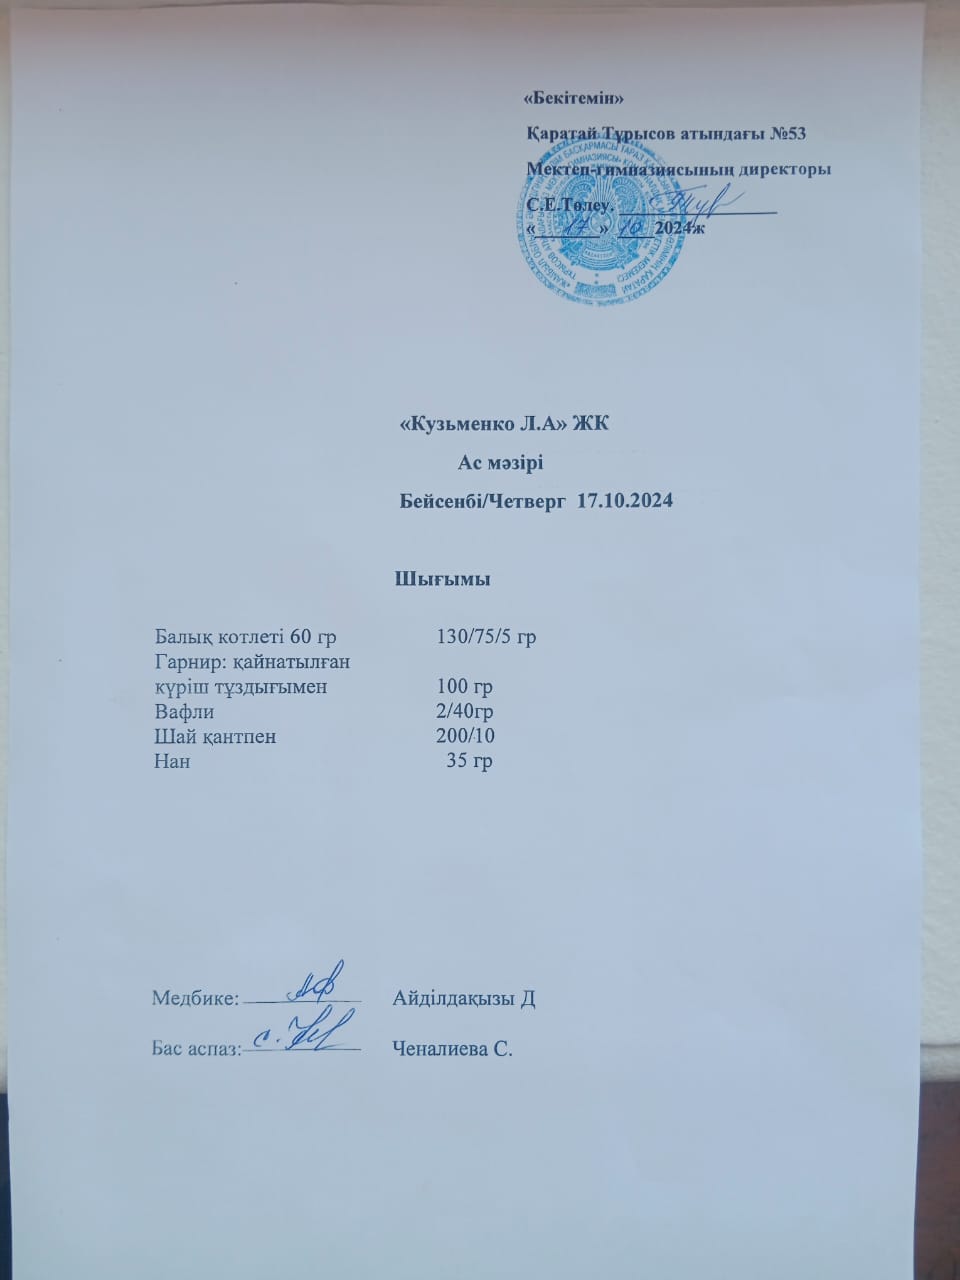 «Бекітемін»
Қаратай Тұрысов атындағы №53
Мектеп-гимназиясының директоры
С.Е.Төлеу.
« 17 » 10 2024ж
«Кузьменко Л.А» ЖК
Ас мәзірі
Бейсенбі/Четверг 17.10.2024
Шығымы
Балық котлеті 60 гр 130/75/5 гр
Гарнир: қайнатылған
күріш тұздығымен 100 гр
Вафли 2/40гр
Шай қантпен 200/10
Нан 35 гр
Медбике: Айділдақызы Д
Бас аспаз: Ченалиева С.